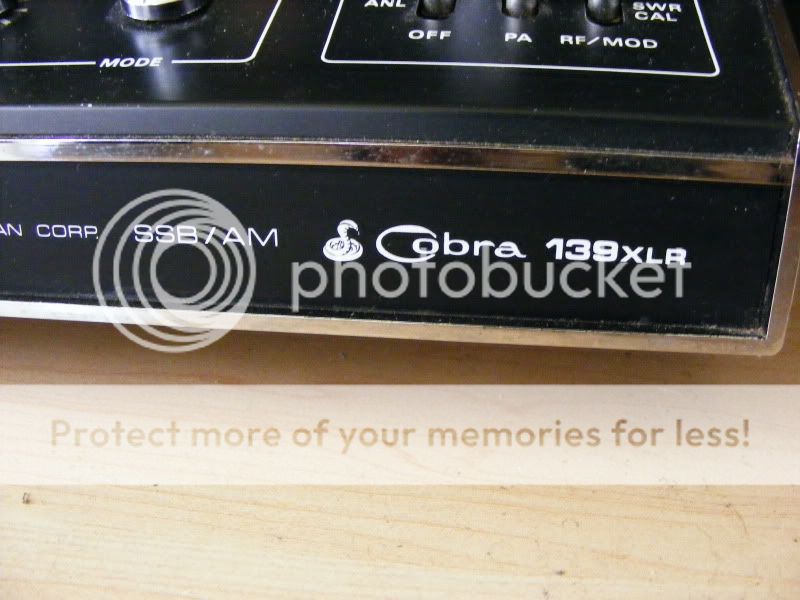 ANL
SWR
CAL
OFF
PA
RF/MOD
MODE
AN CORP.
SSB/AM
Cobra 139XLR
photobucket
Protect more of your memories for less!